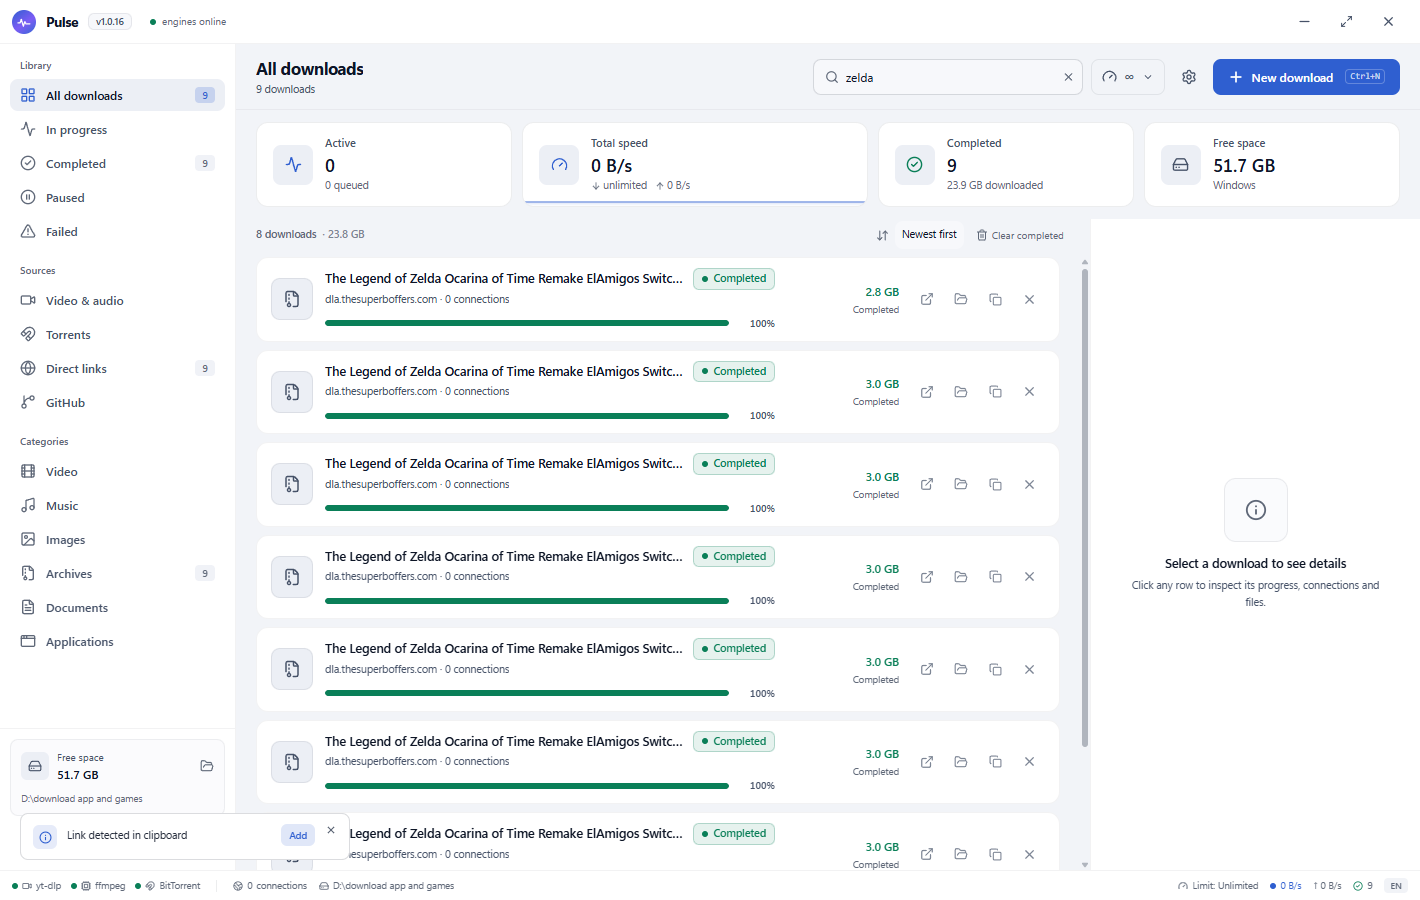 Pulse v1.0.16 engines online
Library
All downloads 9
In progress
Completed 9
Paused
Failed
Sources
Video & audio
Torrents
Direct links 9
GitHub
Categories
Video
Music
Images
Archives 9
Documents
Applications
Free space
51.7 GB
D:\download app and games
Link detected in clipboard Add
All downloads
9 downloads
zelda
∞
New download Ctrl+N
Active
0
0 queued
Total speed
0 B/s
↓ unlimited ↑ 0 B/s
Completed
9
23.9 GB downloaded
Free space
51.7 GB
Windows
8 downloads · 23.8 GB
Newest first
Clear completed
The Legend of Zelda Ocarina of Time Remake ElAmigos Switc... Completed
dla.thesuperboffers.com · 0 connections
100%
2.8 GB
Completed
The Legend of Zelda Ocarina of Time Remake ElAmigos Switc... Completed
dla.thesuperboffers.com · 0 connections
100%
3.0 GB
Completed
The Legend of Zelda Ocarina of Time Remake ElAmigos Switc... Completed
dla.thesuperboffers.com · 0 connections
100%
3.0 GB
Completed
The Legend of Zelda Ocarina of Time Remake ElAmigos Switc... Completed
dla.thesuperboffers.com · 0 connections
100%
3.0 GB
Completed
The Legend of Zelda Ocarina of Time Remake ElAmigos Switc... Completed
dla.thesuperboffers.com · 0 connections
100%
3.0 GB
Completed
The Legend of Zelda Ocarina of Time Remake ElAmigos Switc... Completed
dla.thesuperboffers.com · 0 connections
100%
3.0 GB
Completed
Legend of Zelda Ocarina of Time Remake ElAmigos Switc... Completed
esuperboffers.com · 0 connections
3.0 GB
Completed
Select a download to see details
Click any row to inspect its progress, connections and
files.
yt-dlp ffmpeg BitTorrent 0 connections D:\download app and games
Limit: Unlimited 0 B/s ↑ 0 B/s 9 EN